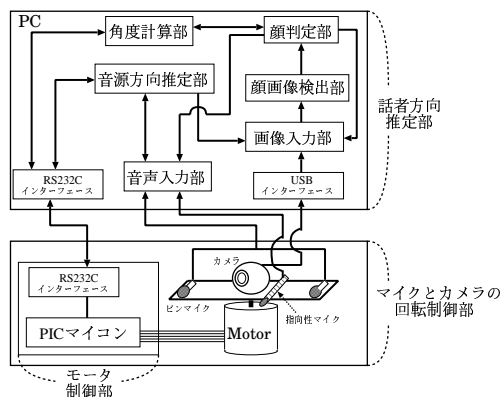 PC
角度計算部
顔判定部
音源方向推定部
顔画像検出部
話者方向
推定部
画像入力部
音声入力部
RS232C
インターフェース
USB
インターフェース
カメラ
RS232C
インターフェース
マイクとカメラの
回転制御部
ピンマイク
指向性マイク
PICマイコン
Motor
モータ
制御部